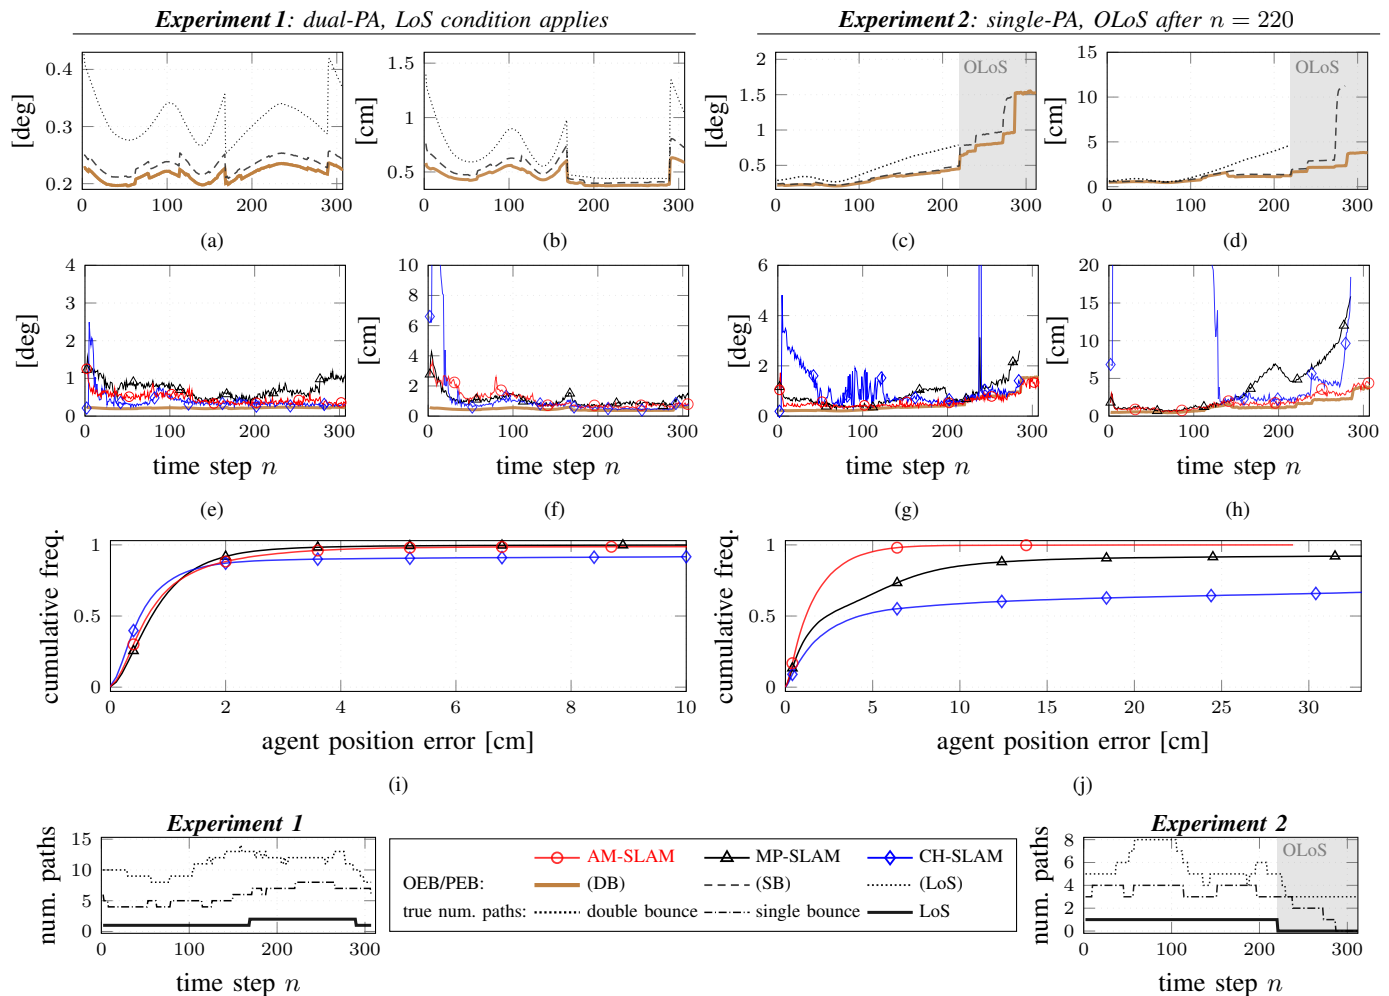 Experiment 1: dual-PA, LoS condition applies
Experiment 2: single-PA, OLoS after n = 220
0.4
0.3
0.2
[deg]
0 100 200 300
(a)
1.5
1
0.5
[cm]
0 100 200 300
(b)
2
1.5
1
0.5
[deg]
OLoS
0 100 200 300
(c)
15
10
5
0
[cm]
OLoS
0 100 200 300
(d)
4
3
2
1
0
[deg]
0 100 200 300
time step n
(e)
10
8
6
4
2
0
[cm]
0 100 200 300
time step n
(f)
6
4
2
0
[deg]
0 100 200 300
time step n
(g)
20
15
10
5
0
[cm]
0 100 200 300
time step n
(h)
1
0.5
0
cumulative freq.
0 2 4 6 8 10
agent position error [cm]
(i)
1
0.5
0
cumulative freq.
0 5 10 15 20 25 30
agent position error [cm]
(j)
Experiment 1
15
10
5
0
num. paths
0 100 200 300
time step n
AM-SLAM MP-SLAM CH-SLAM
OEB/PEB: (DB) (SB) (LoS)
true num. paths: double bounce single bounce LoS
Experiment 2
8
6
4
2
0
num. paths
OLoS
0 100 200 300
time step n